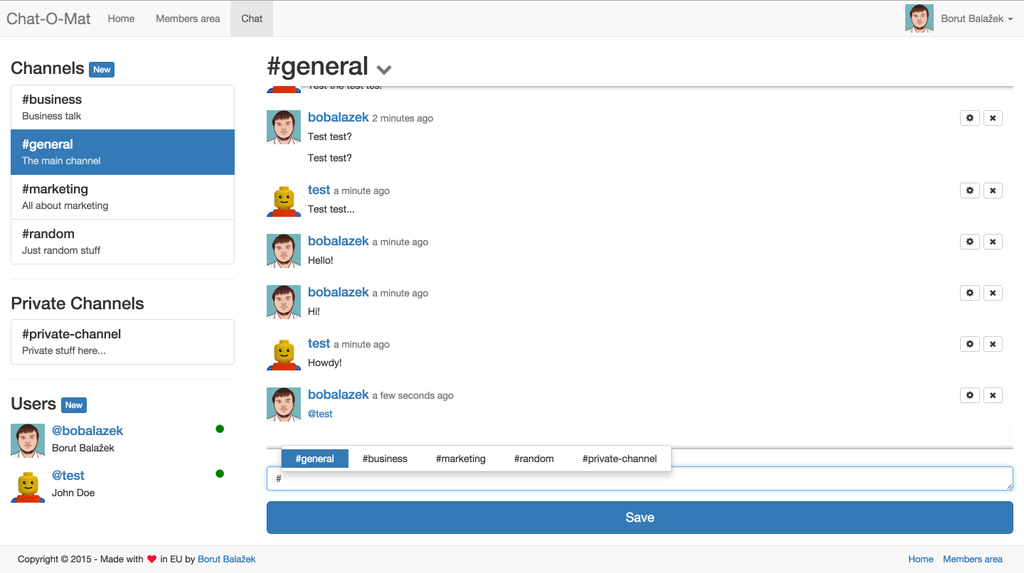 Chat-O-Mat Home Members area Chat Borut Balažek
Channels New
#business
Business talk
#general
The main channel
#marketing
All about marketing
#random
Just random stuff
Private Channels
#private-channel
Private stuff here...
Users New
@bobalazek
Borut Balažek
@test
John Doe
#general
Test the test tes!
bobalazek 2 minutes ago
Test test?
Test test?
test a minute ago
Test test...
bobalazek a minute ago
Hello!
bobalazek a minute ago
Hi!
test a minute ago
Howdy!
bobalazek a few seconds ago
@test
#general #business #marketing #random #private-channel
#
Save
Copyright © 2015 - Made with ❤ in EU by Borut Balažek Home Members area